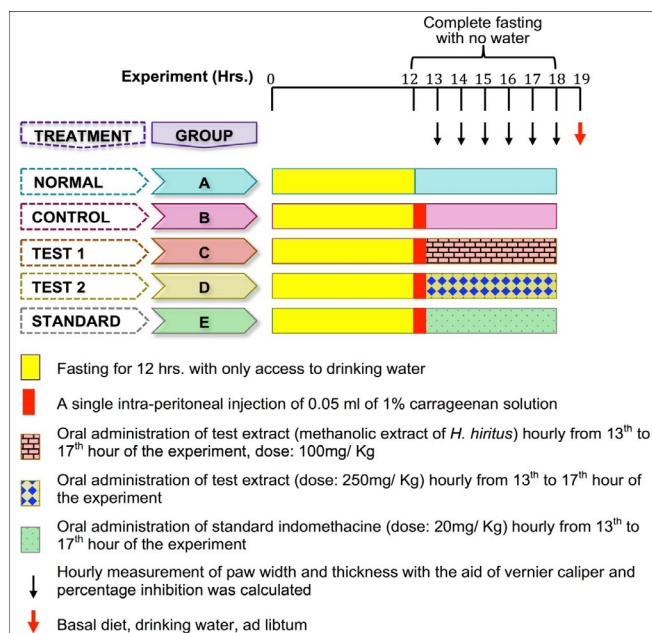 Complete fasting
with no water
Experiment (Hrs.) 0 12 13 14 15 16 17 18 19
TREATMENT GROUP
NORMAL A
CONTROL B
TEST 1 C
TEST 2 D
STANDARD E
Fasting for 12 hrs. with only access to drinking water
A single intra-peritoneal injection of 0.05 ml of 1% carrageenan solution
Oral administration of test extract (methanolic extract of H. hiritus) hourly from 13th to
17th hour of the experiment, dose: 100mg/ Kg
Oral administration of test extract (dose: 250mg/ Kg) hourly from 13th to 17th hour of
the experiment
Oral administration of standard indomethacine (dose: 20mg/ Kg) hourly from 13th to
17th hour of the experiment
Hourly measurement of paw width and thickness with the aid of vernier caliper and
percentage inhibition was calculated
Basal diet, drinking water, ad libtum